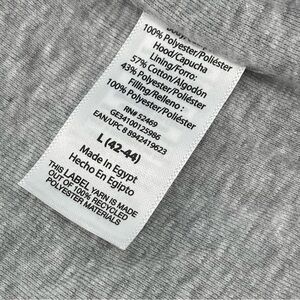 100% Polyester/Poliéster
Hood/Capucha
Lining/Forro:
57% Cotton/Algodón
43% Polyester/Poliéster
Filling/Relleno :
100% Polyester/Poliéster
RN# 52469
GE34100125986
EAN/UPC 8 8942419623
L (42-44)
Made In Egypt
Hecho En Egipto
THIS LABEL YARN IS MADE
OUT OF 100% RECYCLED
POLYESTER MATERIALS